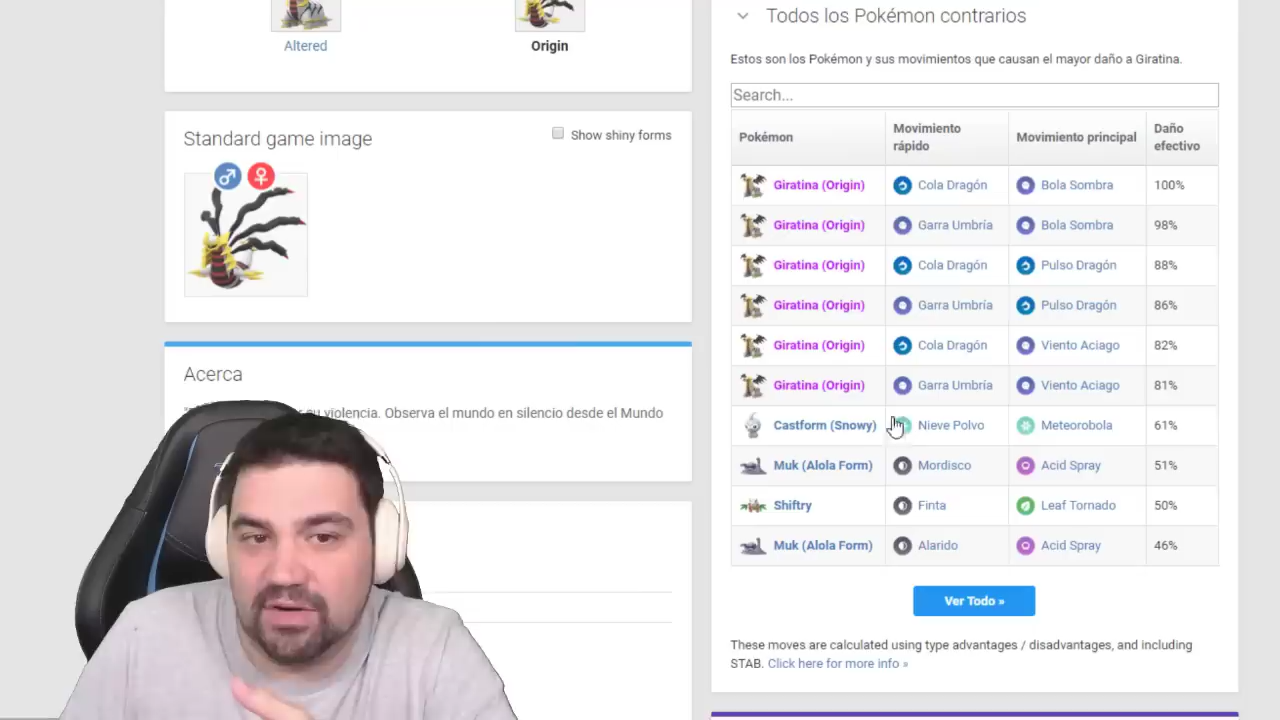 Altered
Origin
Standard game image
Show shiny forms
Acerca
su violencia. Observa el mundo en silencio desde el Mundo
Todos los Pokémon contrarios
Estos son los Pokémon y sus movimientos que causan el mayor daño a Giratina.
Search...
Pokémon Movimiento rápido Movimiento principal Daño efectivo
Giratina (Origin) Cola Dragón Bola Sombra 100%
Giratina (Origin) Garra Umbría Bola Sombra 98%
Giratina (Origin) Cola Dragón Pulso Dragón 88%
Giratina (Origin) Garra Umbría Pulso Dragón 86%
Giratina (Origin) Cola Dragón Viento Aciago 82%
Giratina (Origin) Garra Umbría Viento Aciago 81%
Castform (Snowy) Nieve Polvo Meteorobola 61%
Muk (Alola Form) Mordisco Acid Spray 51%
Shiftry Finta Leaf Tornado 50%
Muk (Alola Form) Alarido Acid Spray 46%
Ver Todo »
These moves are calculated using type advantages / disadvantages, and including
STAB. Click here for more info »